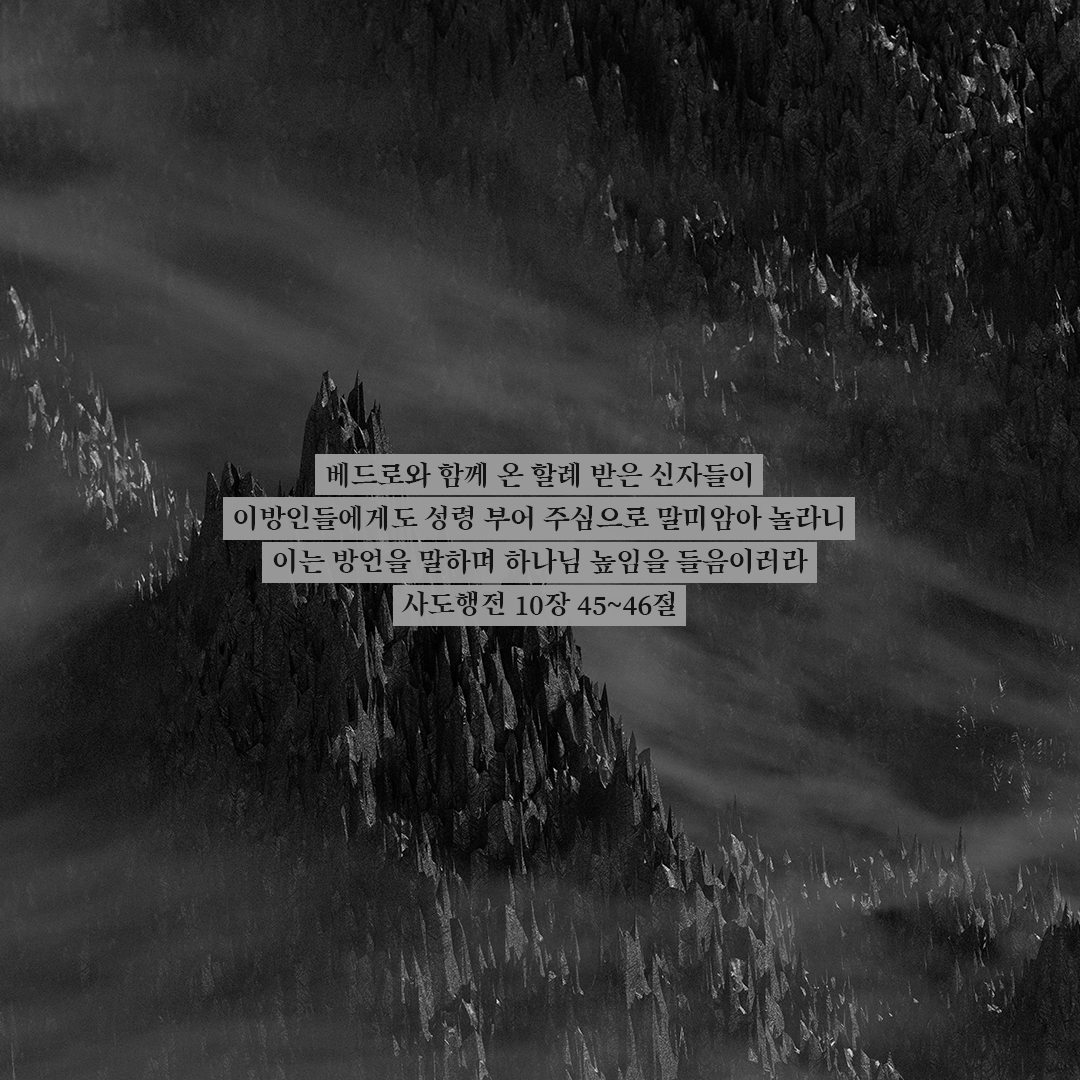 베드로와 함께 온 할례 받은 신자들이
이방인들에게도 성령 부어 주심으로 말미암아 놀라니
이는 방언을 말하며 하나님 높임을 들음이러라
사도행전 10장 45~46절